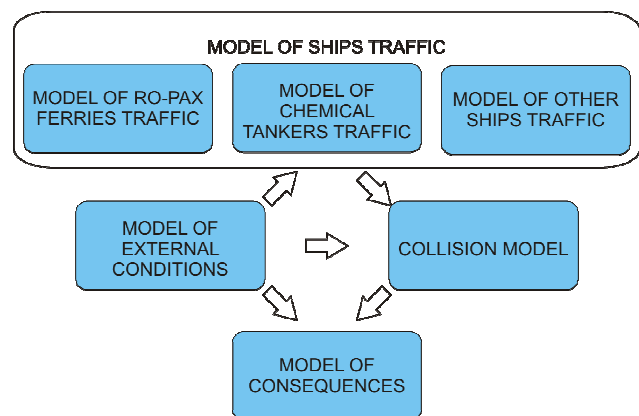 MODEL OF SHIPS TRAFFIC
MODEL OF RO-PAX
FERRIES TRAFFIC
MODEL OF
CHEMICAL
TANKERS TRAFFIC
MODEL OF OTHER
SHIPS TRAFFIC
MODEL OF
EXTERNAL
CONDITIONS
COLLISION MODEL
MODEL OF
CONSEQUENCES